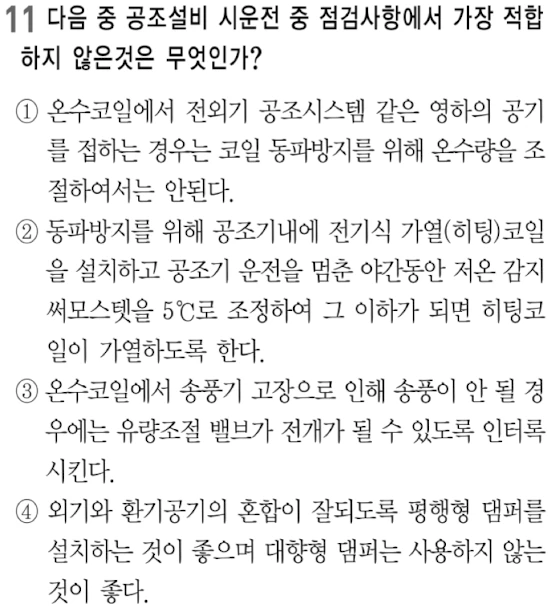 11 다음 중 공조설비 시운전 중 점검사항에서 가장 적합
하지 않은것은 무엇인가?
① 온수코일에서 전외기 공조시스템 같은 영하의 공기
를 접하는 경우는 코일 동파방지를 위해 온수량을 조
절하여서는 안된다.
② 동파방지를 위해 공조기내에 전기식 가열(히팅)코일
을 설치하고 공조기 운전을 멈춘 야간동안 저온 감지
써모스텟을 5℃로 조정하여 그 이하가 되면 히팅코
일이 가열하도록 한다.
③ 온수코일에서 송풍기 고장으로 인해 송풍이 안 될 경
우에는 유량조절 밸브가 전개가 될 수 있도록 인터록
시킨다.
④ 외기와 환기공기의 혼합이 잘되도록 평행형 댐퍼를
설치하는 것이 좋으며 대향형 댐퍼는 사용하지 않는
것이 좋다.